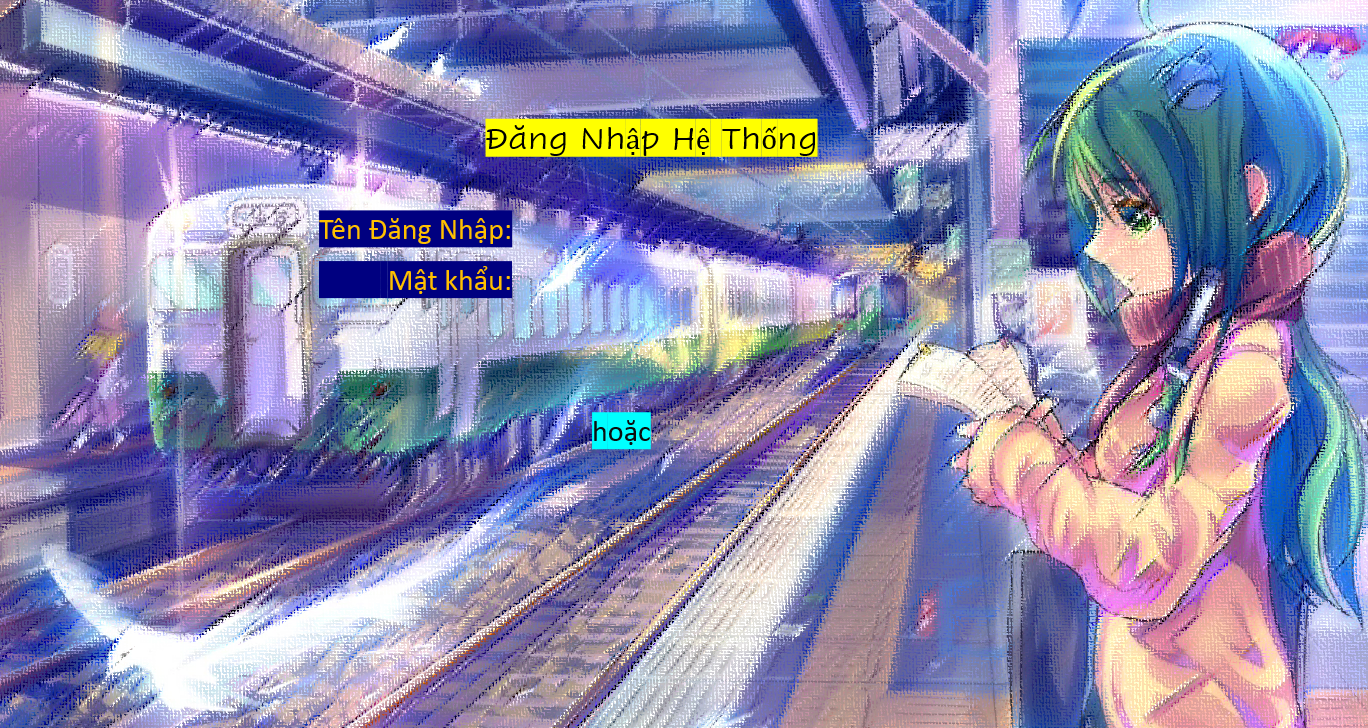 Đăng Nhập Hệ Thống
Tên Đăng Nhập:
Mật khẩu:
hoặc